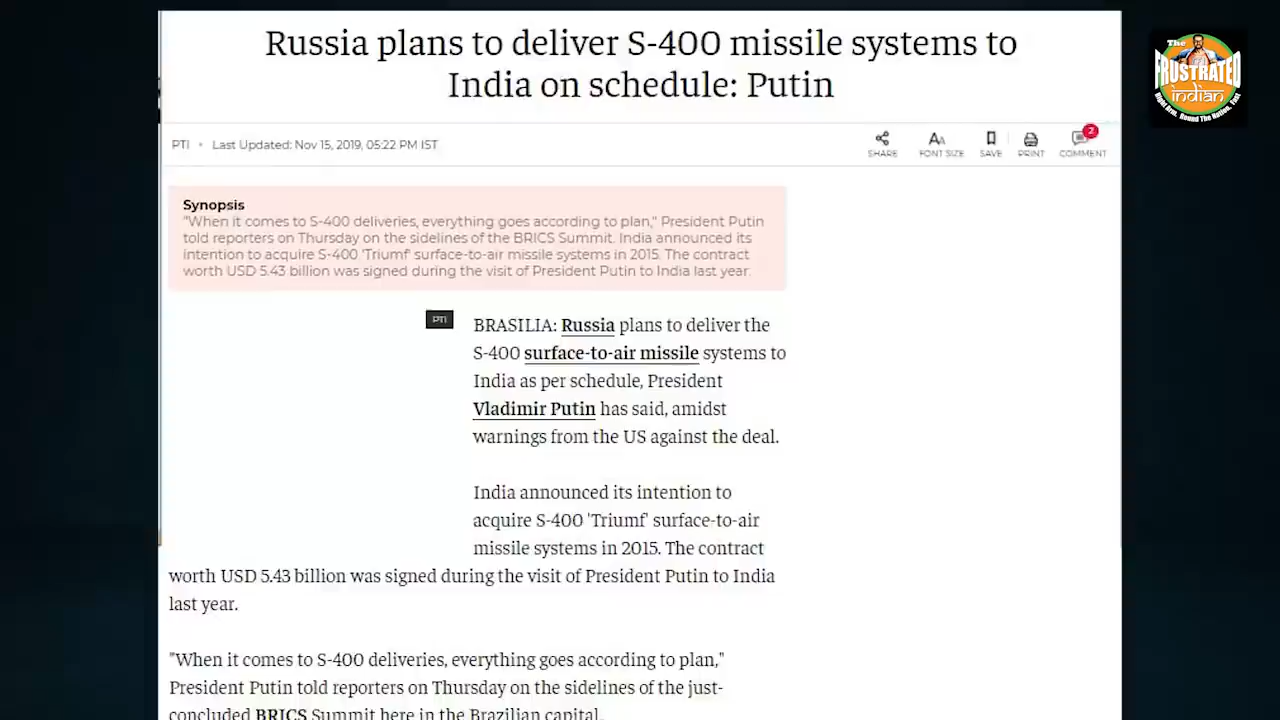 Russia plans to deliver S-400 missile systems to
India on schedule: Putin
The
FRUSTRATED
indian
Right Arm. Round The Nation. Fast
PTI • Last Updated: Nov 15, 2019, 05:22 PM IST
SHARE
FONT SIZE
SAVE
PRINT
2
COMMENT
Synopsis
"When it comes to S-400 deliveries, everything goes according to plan," President Putin
told reporters on Thursday on the sidelines of the BRICS Summit. India announced its
intention to acquire S-400 'Triumf' surface-to-air missile systems in 2015. The contract
worth USD 5.43 billion was signed during the visit of President Putin to India last year.
PTI
BRASILIA: Russia plans to deliver the
S-400 surface-to-air missile systems to
India as per schedule, President
Vladimir Putin has said, amidst
warnings from the US against the deal.
India announced its intention to
acquire S-400 'Triumf' surface-to-air
missile systems in 2015. The contract
worth USD 5.43 billion was signed during the visit of President Putin to India
last year.
"When it comes to S-400 deliveries, everything goes according to plan,"
President Putin told reporters on Thursday on the sidelines of the just-
concluded BRICS Summit here in the Brazilian capital.